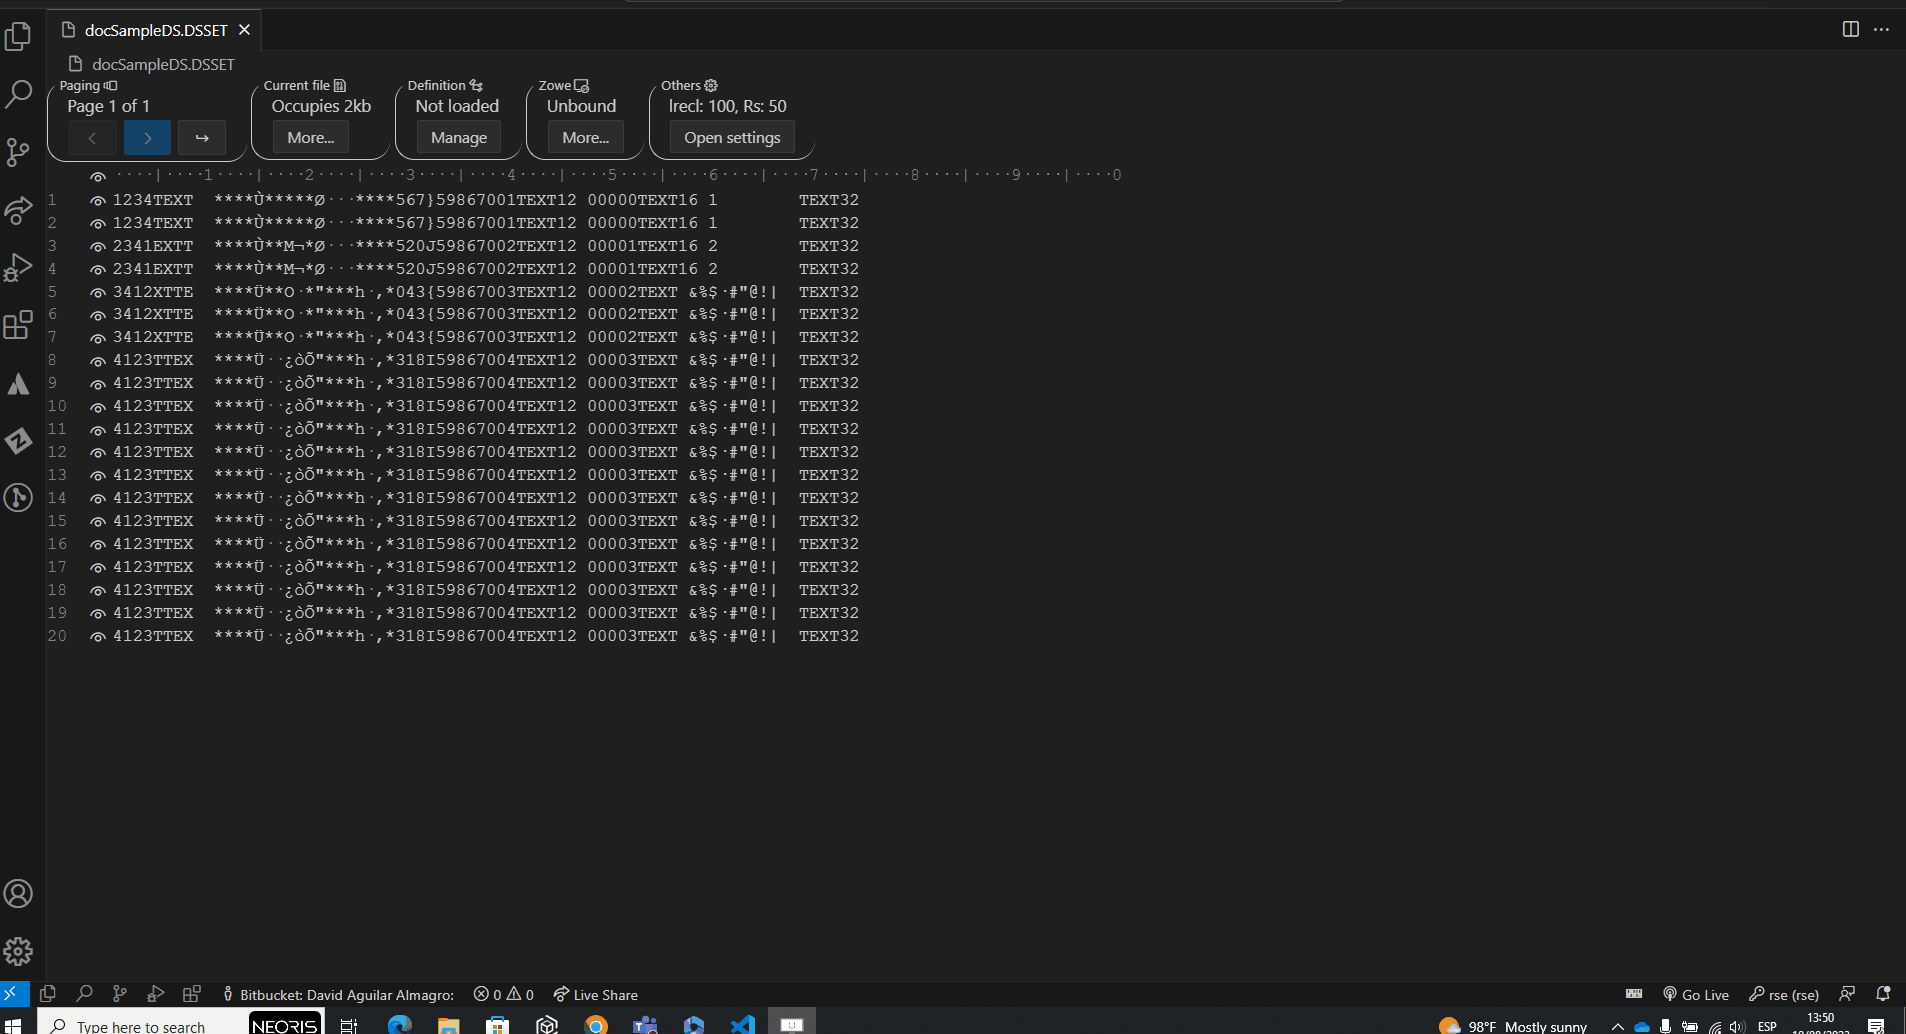 docSampleDS.DSSET
docSampleDS.DSSET
Paging Current file Definition Zowe Others
Page 1 of 1 Occupies 2kb Not loaded Unbound lrecl: 100, Rs: 50
< > ↪ More... Manage More... Open settings
····|····1····|····2····|····3····|····4····|····5····|····6····|····7····|····8····|····9····|····0
1 1234TEXT  ****Ù*****Ø···****567}59867001TEXT12 00000TEXT16 1        TEXT32
2 1234TEXT  ****Ù*****Ø···****567}59867001TEXT12 00000TEXT16 1        TEXT32
3 2341EXTT  ****Ù**M¬*Ø···****520J59867002TEXT12 00001TEXT16 2        TEXT32
4 2341EXTT  ****Ù**M¬*Ø···****520J59867002TEXT12 00001TEXT16 2        TEXT32
5 3412XTTE  ****Ü**O·*"***h·,*043{59867003TEXT12 00002TEXT &%$·#"@!|  TEXT32
6 3412XTTE  ****Ü**O·*"***h·,*043{59867003TEXT12 00002TEXT &%$·#"@!|  TEXT32
7 3412XTTE  ****Ü**O·*"***h·,*043{59867003TEXT12 00002TEXT &%$·#"@!|  TEXT32
8 4123TTEX  ****Ü··¿òÕ"***h·,*318I59867004TEXT12 00003TEXT &%$·#"@!|  TEXT32
9 4123TTEX  ****Ü··¿òÕ"***h·,*318I59867004TEXT12 00003TEXT &%$·#"@!|  TEXT32
10 4123TTEX  ****Ü··¿òÕ"***h·,*318I59867004TEXT12 00003TEXT &%$·#"@!|  TEXT32
11 4123TTEX  ****Ü··¿òÕ"***h·,*318I59867004TEXT12 00003TEXT &%$·#"@!|  TEXT32
12 4123TTEX  ****Ü··¿òÕ"***h·,*318I59867004TEXT12 00003TEXT &%$·#"@!|  TEXT32
13 4123TTEX  ****Ü··¿òÕ"***h·,*318I59867004TEXT12 00003TEXT &%$·#"@!|  TEXT32
14 4123TTEX  ****Ü··¿òÕ"***h·,*318I59867004TEXT12 00003TEXT &%$·#"@!|  TEXT32
15 4123TTEX  ****Ü··¿òÕ"***h·,*318I59867004TEXT12 00003TEXT &%$·#"@!|  TEXT32
16 4123TTEX  ****Ü··¿òÕ"***h·,*318I59867004TEXT12 00003TEXT &%$·#"@!|  TEXT32
17 4123TTEX  ****Ü··¿òÕ"***h·,*318I59867004TEXT12 00003TEXT &%$·#"@!|  TEXT32
18 4123TTEX  ****Ü··¿òÕ"***h·,*318I59867004TEXT12 00003TEXT &%$·#"@!|  TEXT32
19 4123TTEX  ****Ü··¿òÕ"***h·,*318I59867004TEXT12 00003TEXT &%$·#"@!|  TEXT32
20 4123TTEX  ****Ü··¿òÕ"***h·,*318I59867004TEXT12 00003TEXT &%$·#"@!|  TEXT32
Bitbucket: David Aguilar Almagro: 0 0 Live Share Go Live rse (rse)
Type here to search NEORIS 98°F Mostly sunny ESP 13:50